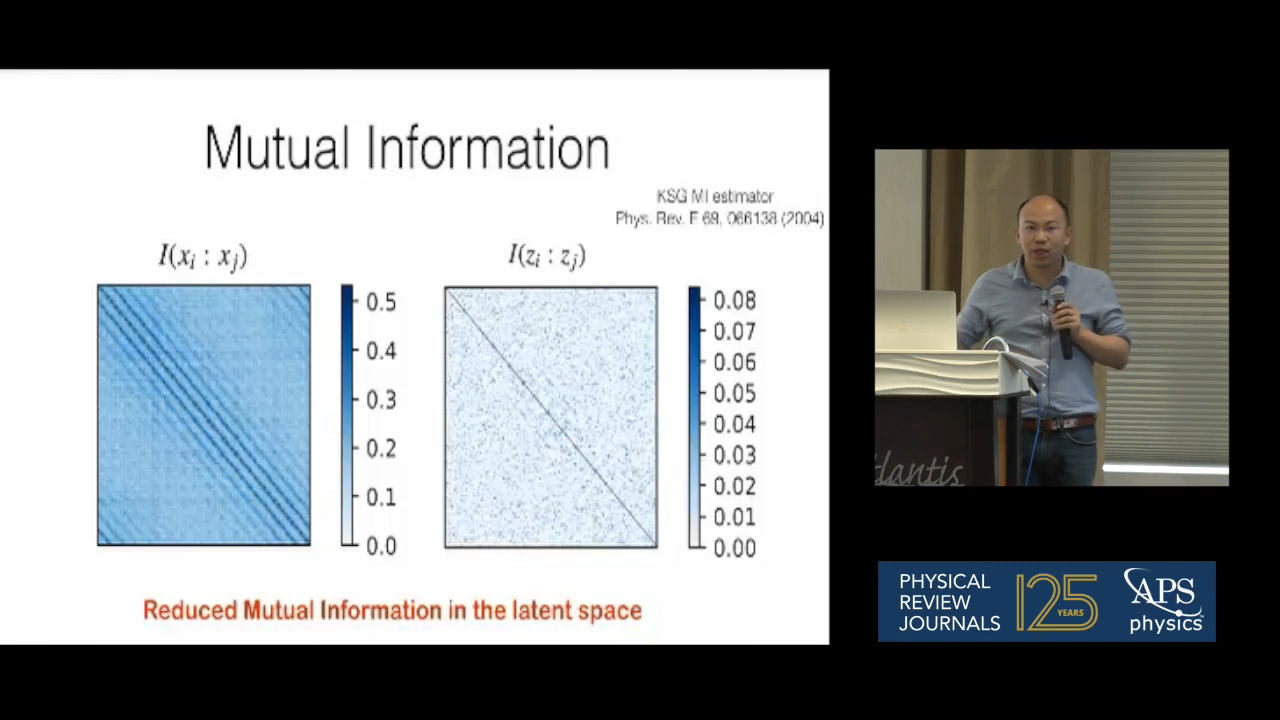 Mutual Information
KSG MI estimator
Phys. Rev. E 69, 066138 (2004)
I(xi : xj)
I(zi : zj)
0.5
0.4
0.3
0.2
0.1
0.0
0.08
0.07
0.06
0.05
0.04
0.03
0.02
0.01
0.00
Reduced Mutual Information in the latent space
lantis
PHYSICAL
REVIEW
JOURNALS
125
YEARS
APS
physics